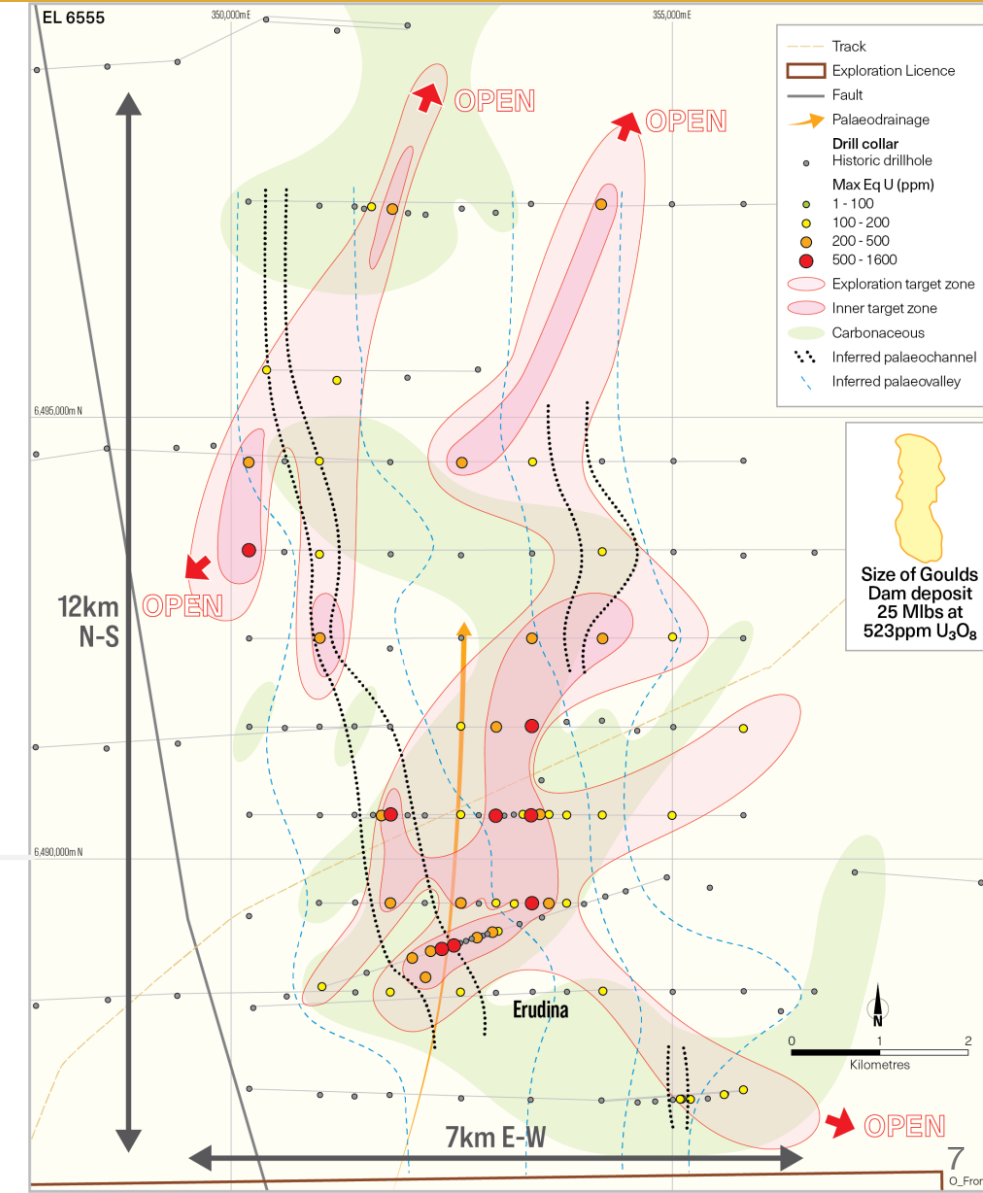 EL 6555
350,000mE
355,000mE
OPEN
OPEN
Track
Exploration Licence
Fault
Palaeodrainage
Drill collar
Historic drillhole
Max Eq U (ppm)
1 - 100
100 - 200
200 - 500
500 - 1600
Exploration target zone
Inner target zone
Carbonaceous
Inferred palaeochannel
Inferred palaeovalley
6,495,000m N
Size of Goulds
Dam deposit
25 Mlbs at
523ppm U₃O₈
12km
N-S
OPEN
6,490,000m N
Erudina
N
0 1 2
Kilometres
OPEN
7km E-W
7
O_Fron